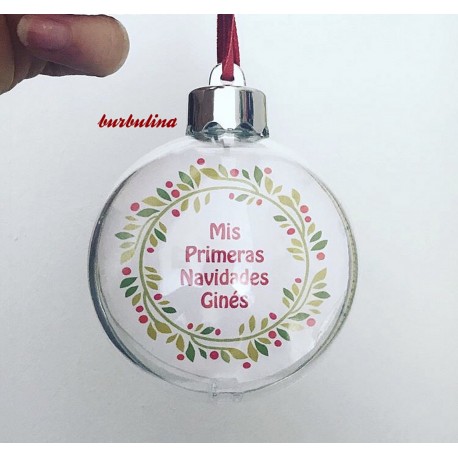 burbulina
Mis
Primeras
Navidades
Ginés